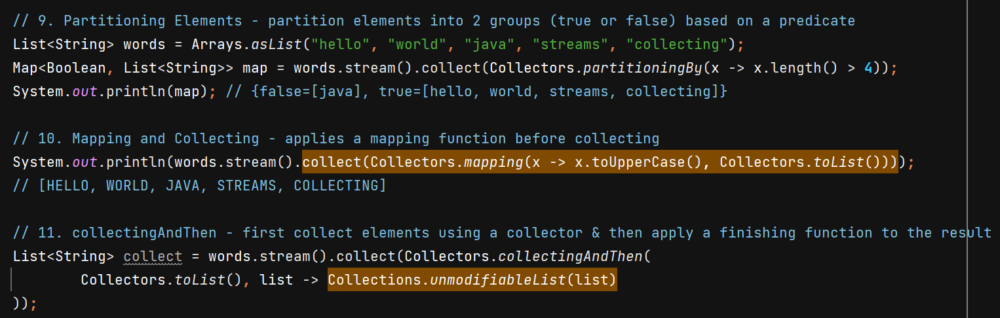 // 9. Partitioning Elements - partition elements into 2 groups (true or false) based on a predicate
List<String> words = Arrays.asList("hello", "world", "java", "streams", "collecting");
Map<Boolean, List<String>> map = words.stream().collect(Collectors.partitioningBy(x -> x.length() > 4));
System.out.println(map); // {false=[java], true=[hello, world, streams, collecting]}
// 10. Mapping and Collecting - applies a mapping function before collecting
System.out.println(words.stream().collect(Collectors.mapping(x -> x.toUpperCase(), Collectors.toList())));
// [HELLO, WORLD, JAVA, STREAMS, COLLECTING]
// 11. collectingAndThen - first collect elements using a collector & then apply a finishing function to the result
List<String> collect = words.stream().collect(Collectors.collectingAndThen(
Collectors.toList(), list -> Collections.unmodifiableList(list)
));